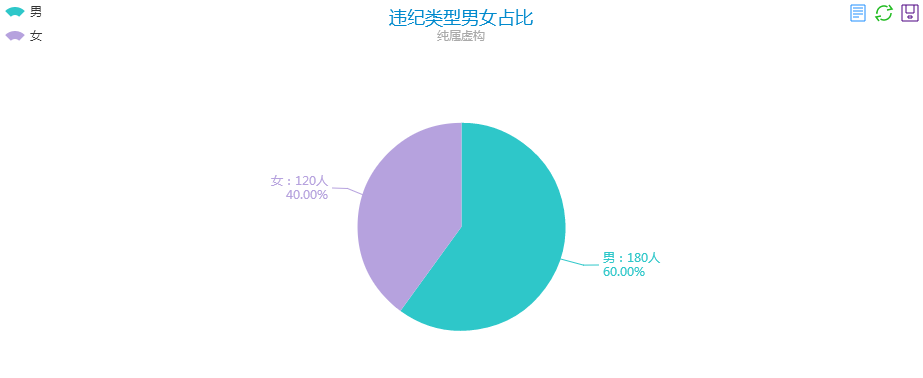 男
女
违纪类型男女占比
纯属虚构
女 : 120人
40.00%
男 : 180人
60.00%